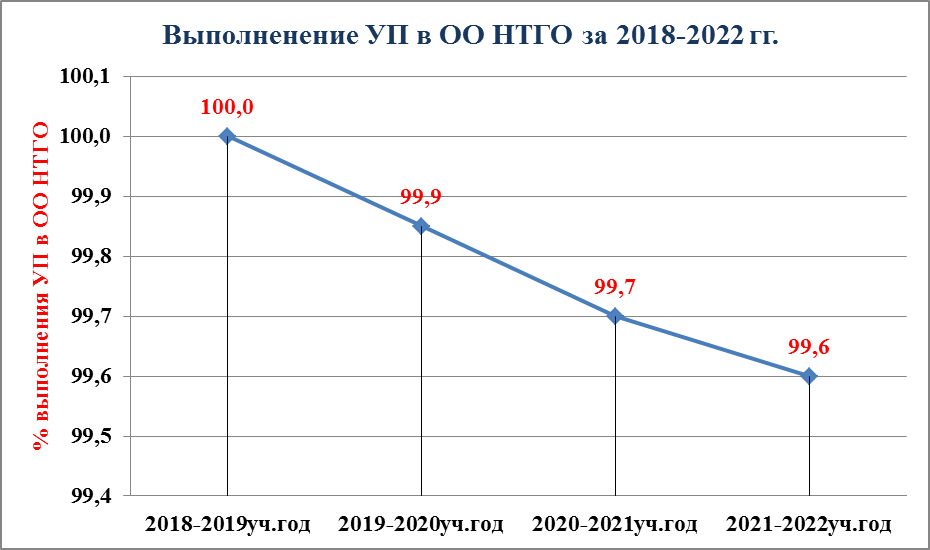 Выполненение УП в ОО НТГО за 2018-2022 гг.
% выполнения УП в ОО НТГО
100,1
100,0
99,9
99,8
99,7
99,6
99,5
99,4
100,0
99,9
99,7
99,6
2018-2019уч.год
2019-2020уч.год
2020-2021уч.год
2021-2022уч.год